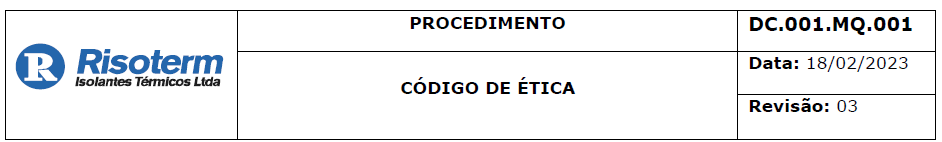 PROCEDIMENTO
DC.001.MQ.001
R Risoterm
Isolantes Térmicos Ltda
CÓDIGO DE ÉTICA
Data: 18/02/2023
Revisão: 03